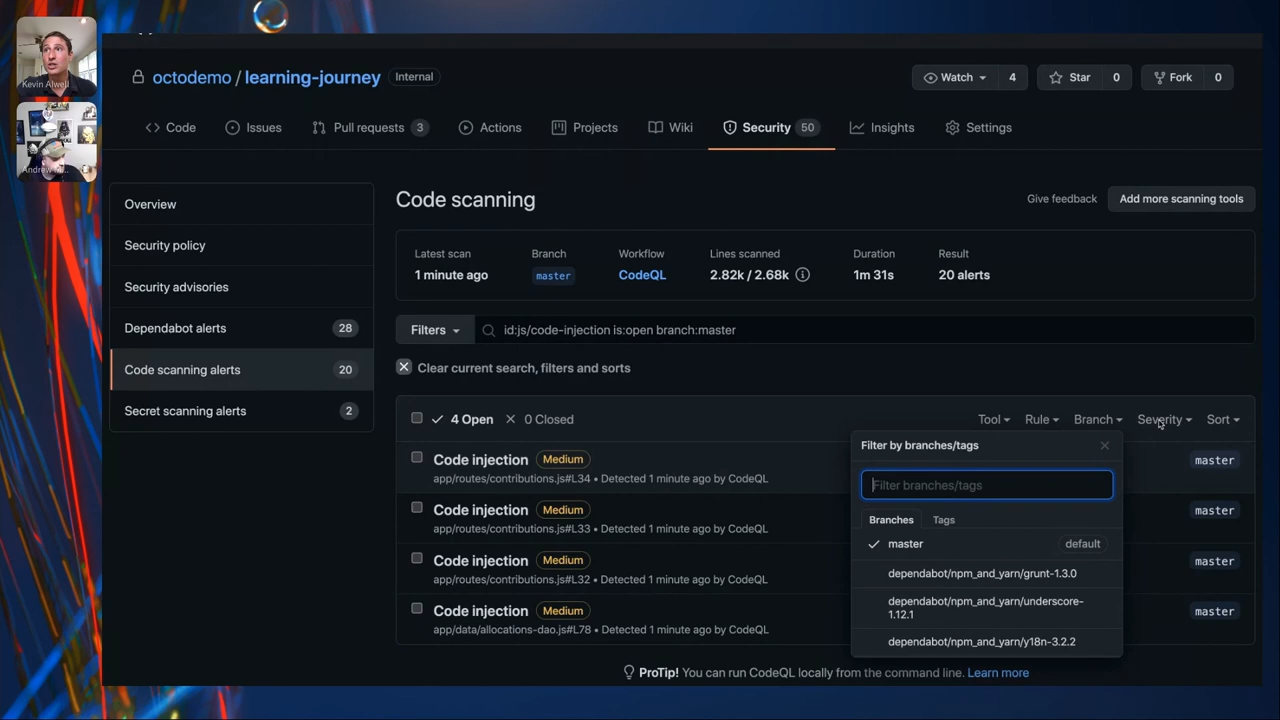 Kevin Alwell
Andrew M...
octodemo / learning-journey Internal
Watch 4
Star 0
Fork 0
Code
Issues
Pull requests 3
Actions
Projects
Wiki
Security 50
Insights
Settings
Overview
Security policy
Security advisories
Dependabot alerts 28
Code scanning alerts 20
Secret scanning alerts 2
Code scanning
Give feedback
Add more scanning tools
Latest scan
1 minute ago
Branch
master
Workflow
CodeQL
Lines scanned
2.82k / 2.68k
Duration
1m 31s
Result
20 alerts
Filters
id:js/code-injection is:open branch:master
Clear current search, filters and sorts
4 Open 0 Closed
Tool Rule Branch Severity Sort
Code injection Medium
app/routes/contributions.js#L34 • Detected 1 minute ago by CodeQL
master
Code injection Medium
app/routes/contributions.js#L33 • Detected 1 minute ago by CodeQL
master
Code injection Medium
app/routes/contributions.js#L32 • Detected 1 minute ago by CodeQL
master
Code injection Medium
app/data/allocations-dao.js#L78 • Detected 1 minute ago by CodeQL
master
Filter by branches/tags
Filter branches/tags
Branches Tags
master default
dependabot/npm_and_yarn/grunt-1.3.0
dependabot/npm_and_yarn/underscore-
1.12.1
dependabot/npm_and_yarn/y18n-3.2.2
ProTip! You can run CodeQL locally from the command line. Learn more